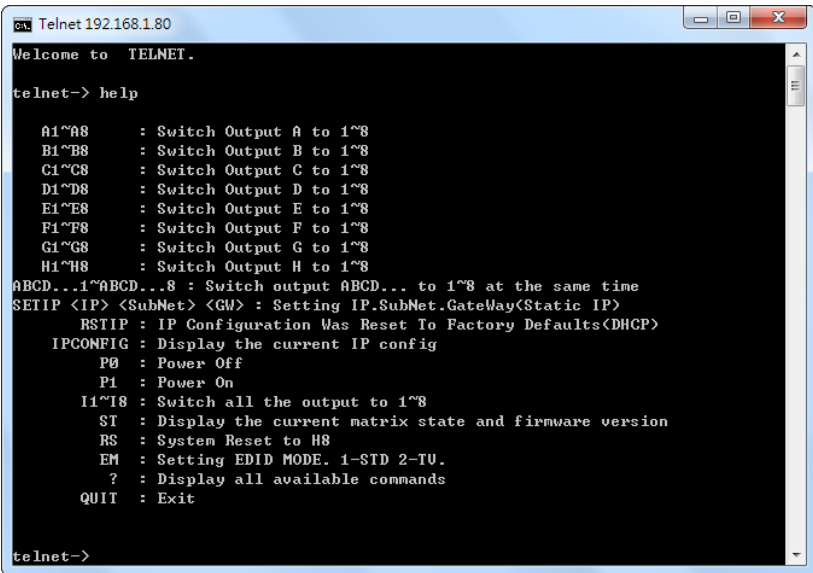 Telnet 192.168.1.80
Welcome to TELNET.
telnet-> help
A1~A8 : Switch Output A to 1~8
B1~B8 : Switch Output B to 1~8
C1~C8 : Switch Output C to 1~8
D1~D8 : Switch Output D to 1~8
E1~E8 : Switch Output E to 1~8
F1~F8 : Switch Output F to 1~8
G1~G8 : Switch Output G to 1~8
H1~H8 : Switch Output H to 1~8
ABCD...1~ABCD...8 : Switch output ABCD... to 1~8 at the same time
SETIP <IP> <SubNet> <GW> : Setting IP.SubNet.GateWay(Static IP)
RSTIP : IP Configuration Was Reset To Factory Defaults(DHCP)
IPCONFIG : Display the current IP config
P0 : Power Off
P1 : Power On
I1~I8 : Switch all the output to 1~8
ST : Display the current matrix state and firmware version
RS : System Reset to H8
EM : Setting EDID MODE. 1-STD 2-TV.
? : Display all available commands
QUIT : Exit
telnet->